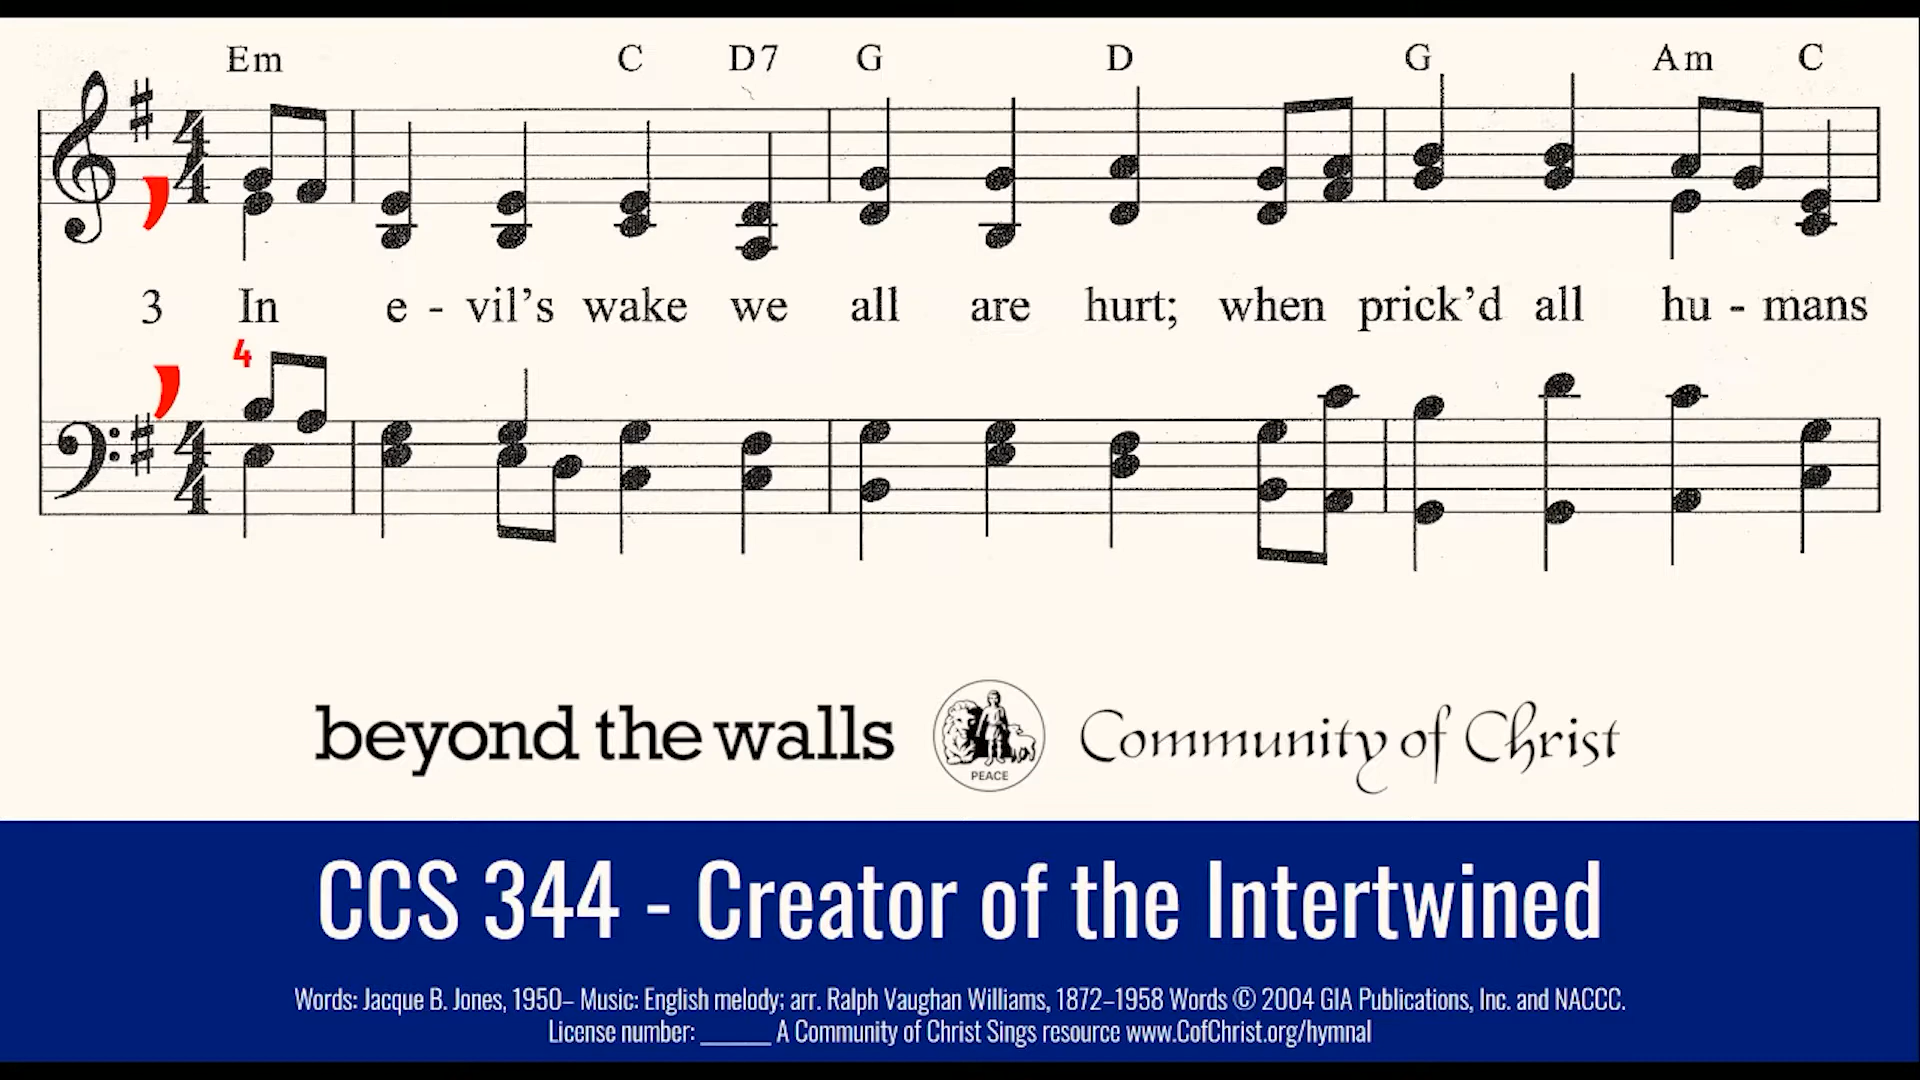 Em C D7 G D G Am C
3 In e - vil's wake we all are hurt; when prick'd all hu - mans
4
beyond the walls PEACE Community of Christ
CCS 344 - Creator of the Intertwined
Words: Jacque B. Jones, 1950– Music: English melody; arr. Ralph Vaughan Williams, 1872–1958 Words © 2004 GIA Publications, Inc. and NACCC.
License number: ________ A Community of Christ Sings resource www.CofChrist.org/hymnal